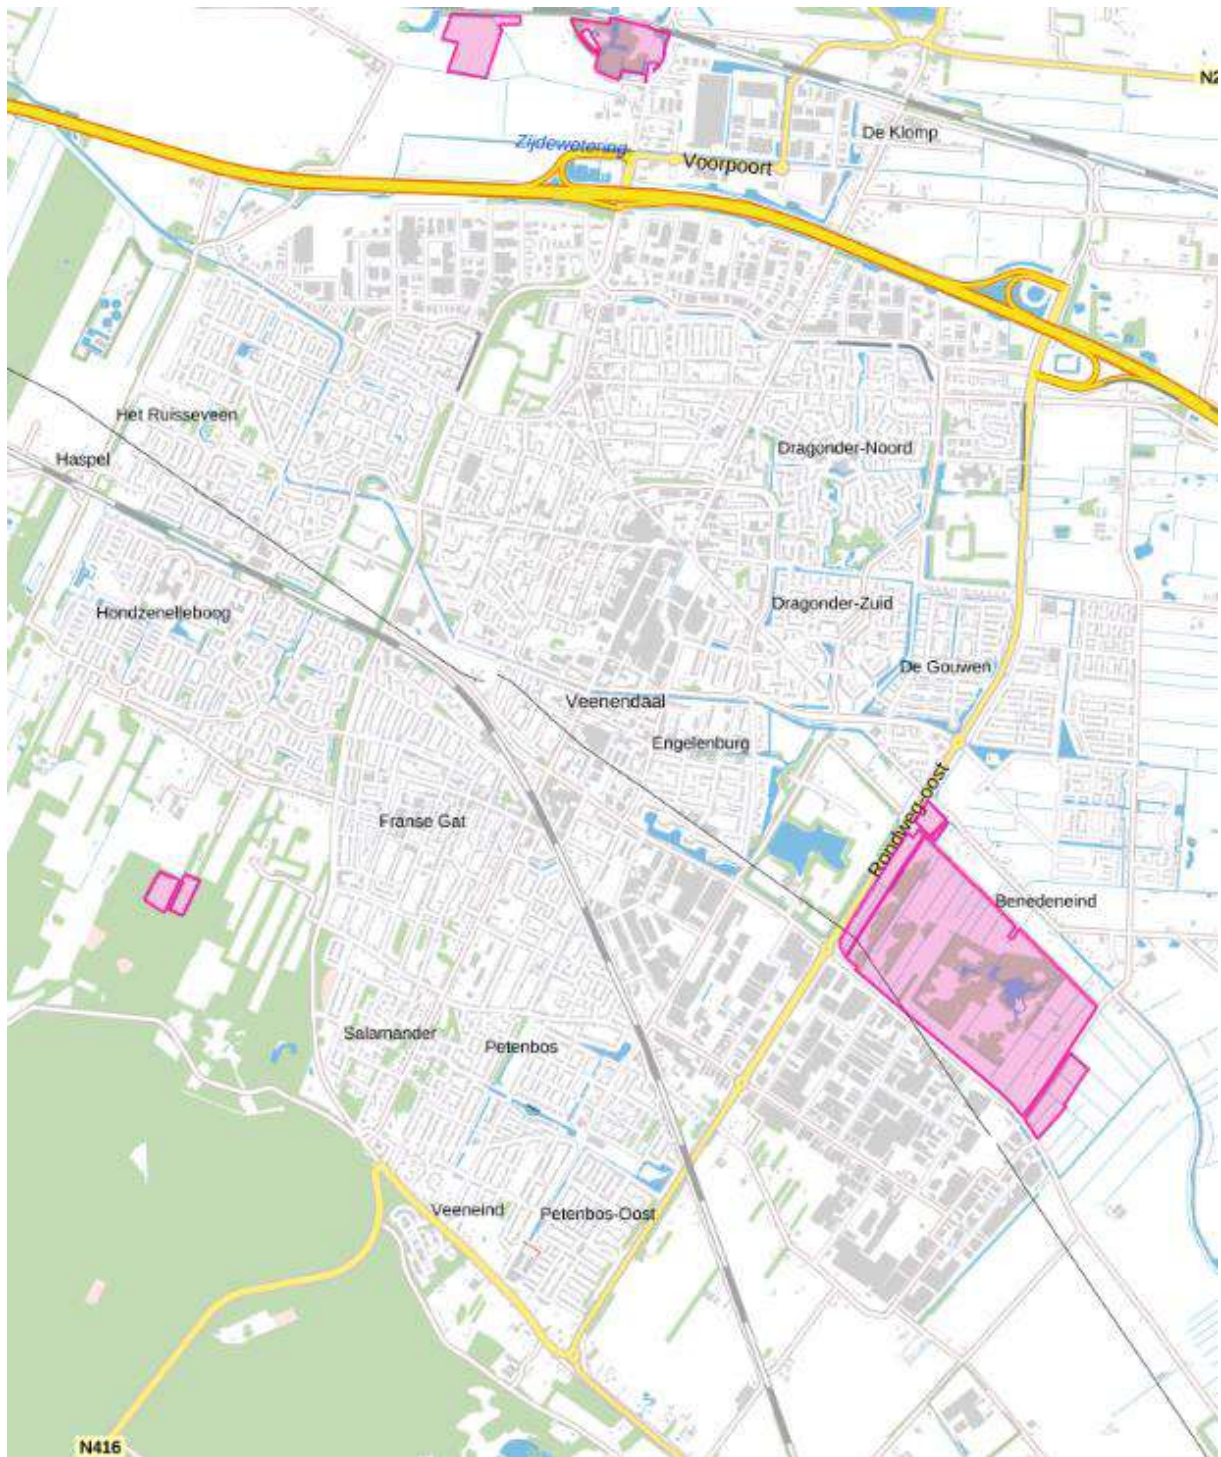 N2
De Klomp
Zijdewetering
Voorpoort
Het Ruisseveen
Haspel
Dragonder-Noord
Hondzenelleboog
Dragonder-Zuid
De Gouwen
Veenendaal
Engelenburg
Rondweg-oost
Franse Gat
Benedeneind
Salamander
Petenbos
Veeneind
Petenbos-Oost
N416